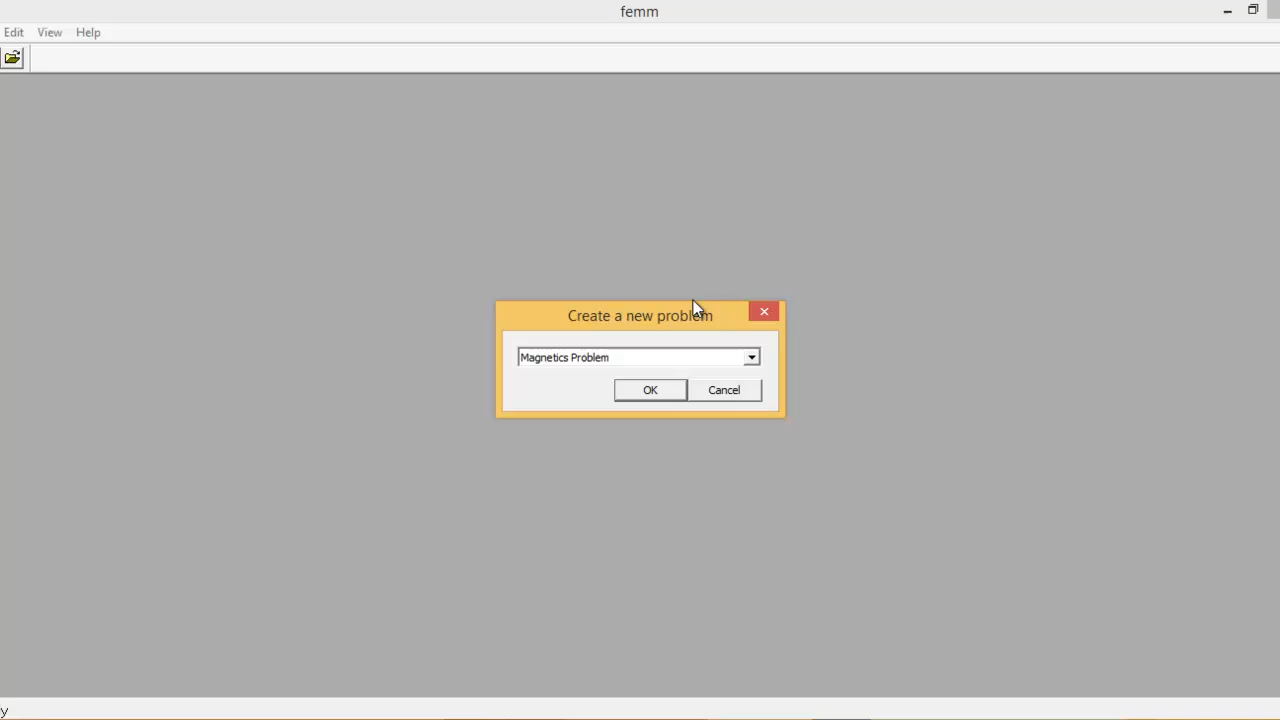 femm
Edit View Help
Create a new problem
Magnetics Problem
OK Cancel
y